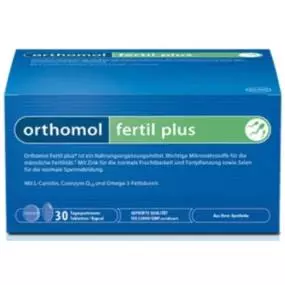 orthomol fertil plus
Orthomol Fertil plus® ist ein Nahrungsergänzungsmittel. Wichtige Mikronährstoffe für die
männliche Fertilität.¹ Mit Zink für die normale Fruchtbarkeit und Fortpflanzung sowie Selen
für die normale Spermabildung.
Mit L-Carnitin, Coenzym Q₁₀ und Omega-3-Fettsäuren
30 Tagesportionen
Tabletten/Kapsel
GEPRÜFTE QUALITÄT
Aus Ihrer Apotheke